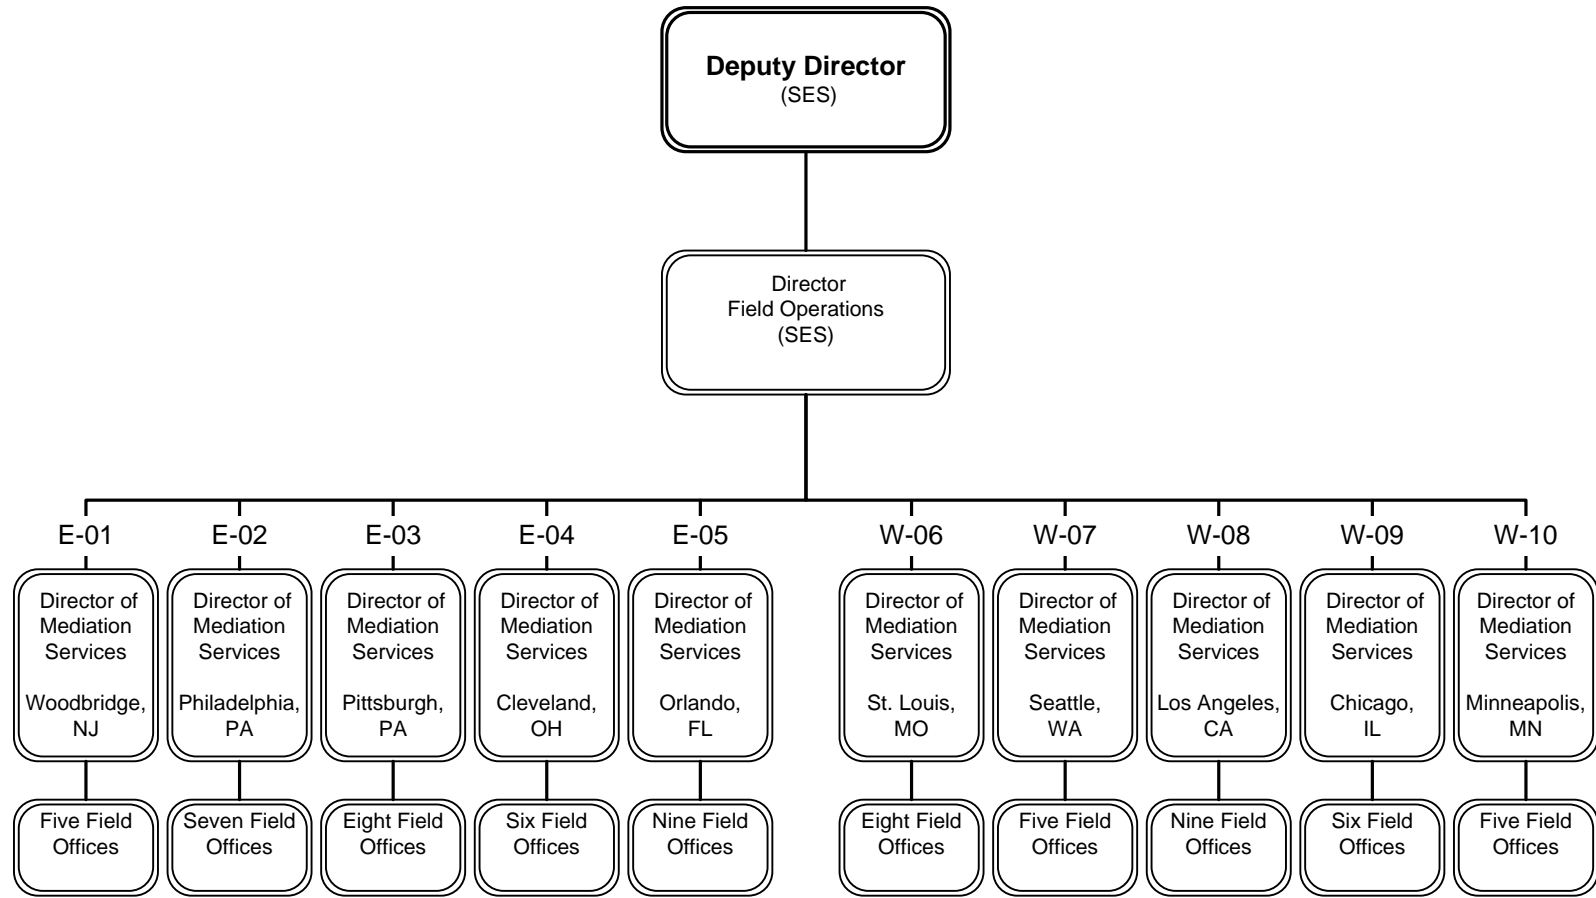 Deputy Director
(SES)
Director
Field Operations
(SES)
E-01
E-02
E-03
E-04
E-05
W-06
W-07
W-08
W-09
W-10
Director of
Mediation
Services
Woodbridge,
NJ
Director of
Mediation
Services
Philadelphia,
PA
Director of
Mediation
Services
Pittsburgh,
PA
Director of
Mediation
Services
Cleveland,
OH
Director of
Mediation
Services
Orlando,
FL
Director of
Mediation
Services
St. Louis,
MO
Director of
Mediation
Services
Seattle,
WA
Director of
Mediation
Services
Los Angeles,
CA
Director of
Mediation
Services
Chicago,
IL
Director of
Mediation
Services
Minneapolis,
MN
Five Field
Offices
Seven Field
Offices
Eight Field
Offices
Six Field
Offices
Nine Field
Offices
Eight Field
Offices
Five Field
Offices
Nine Field
Offices
Six Field
Offices
Five Field
Offices